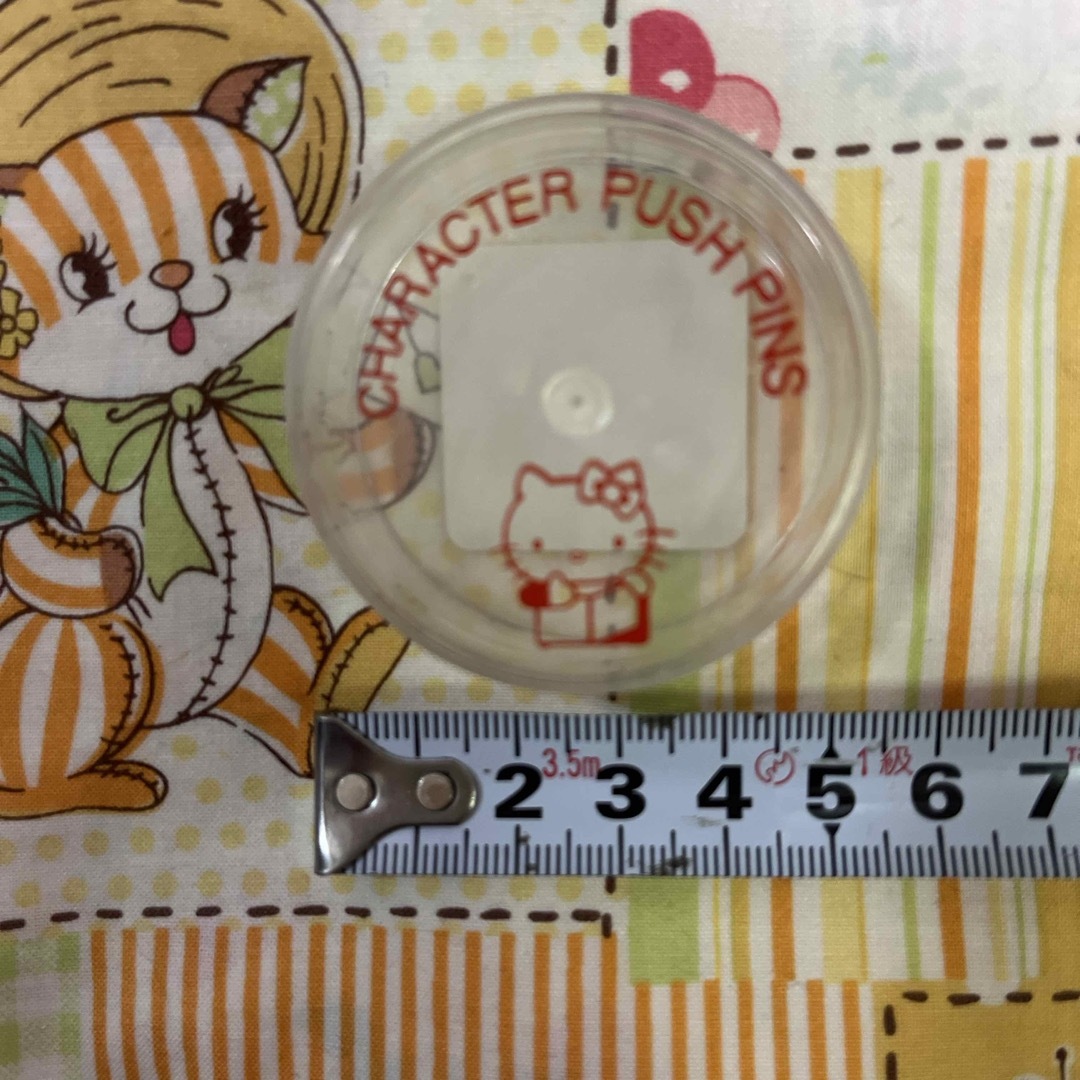 CHARACTER PUSH PINS
3.5m 1級
2 3 4 5 6 7